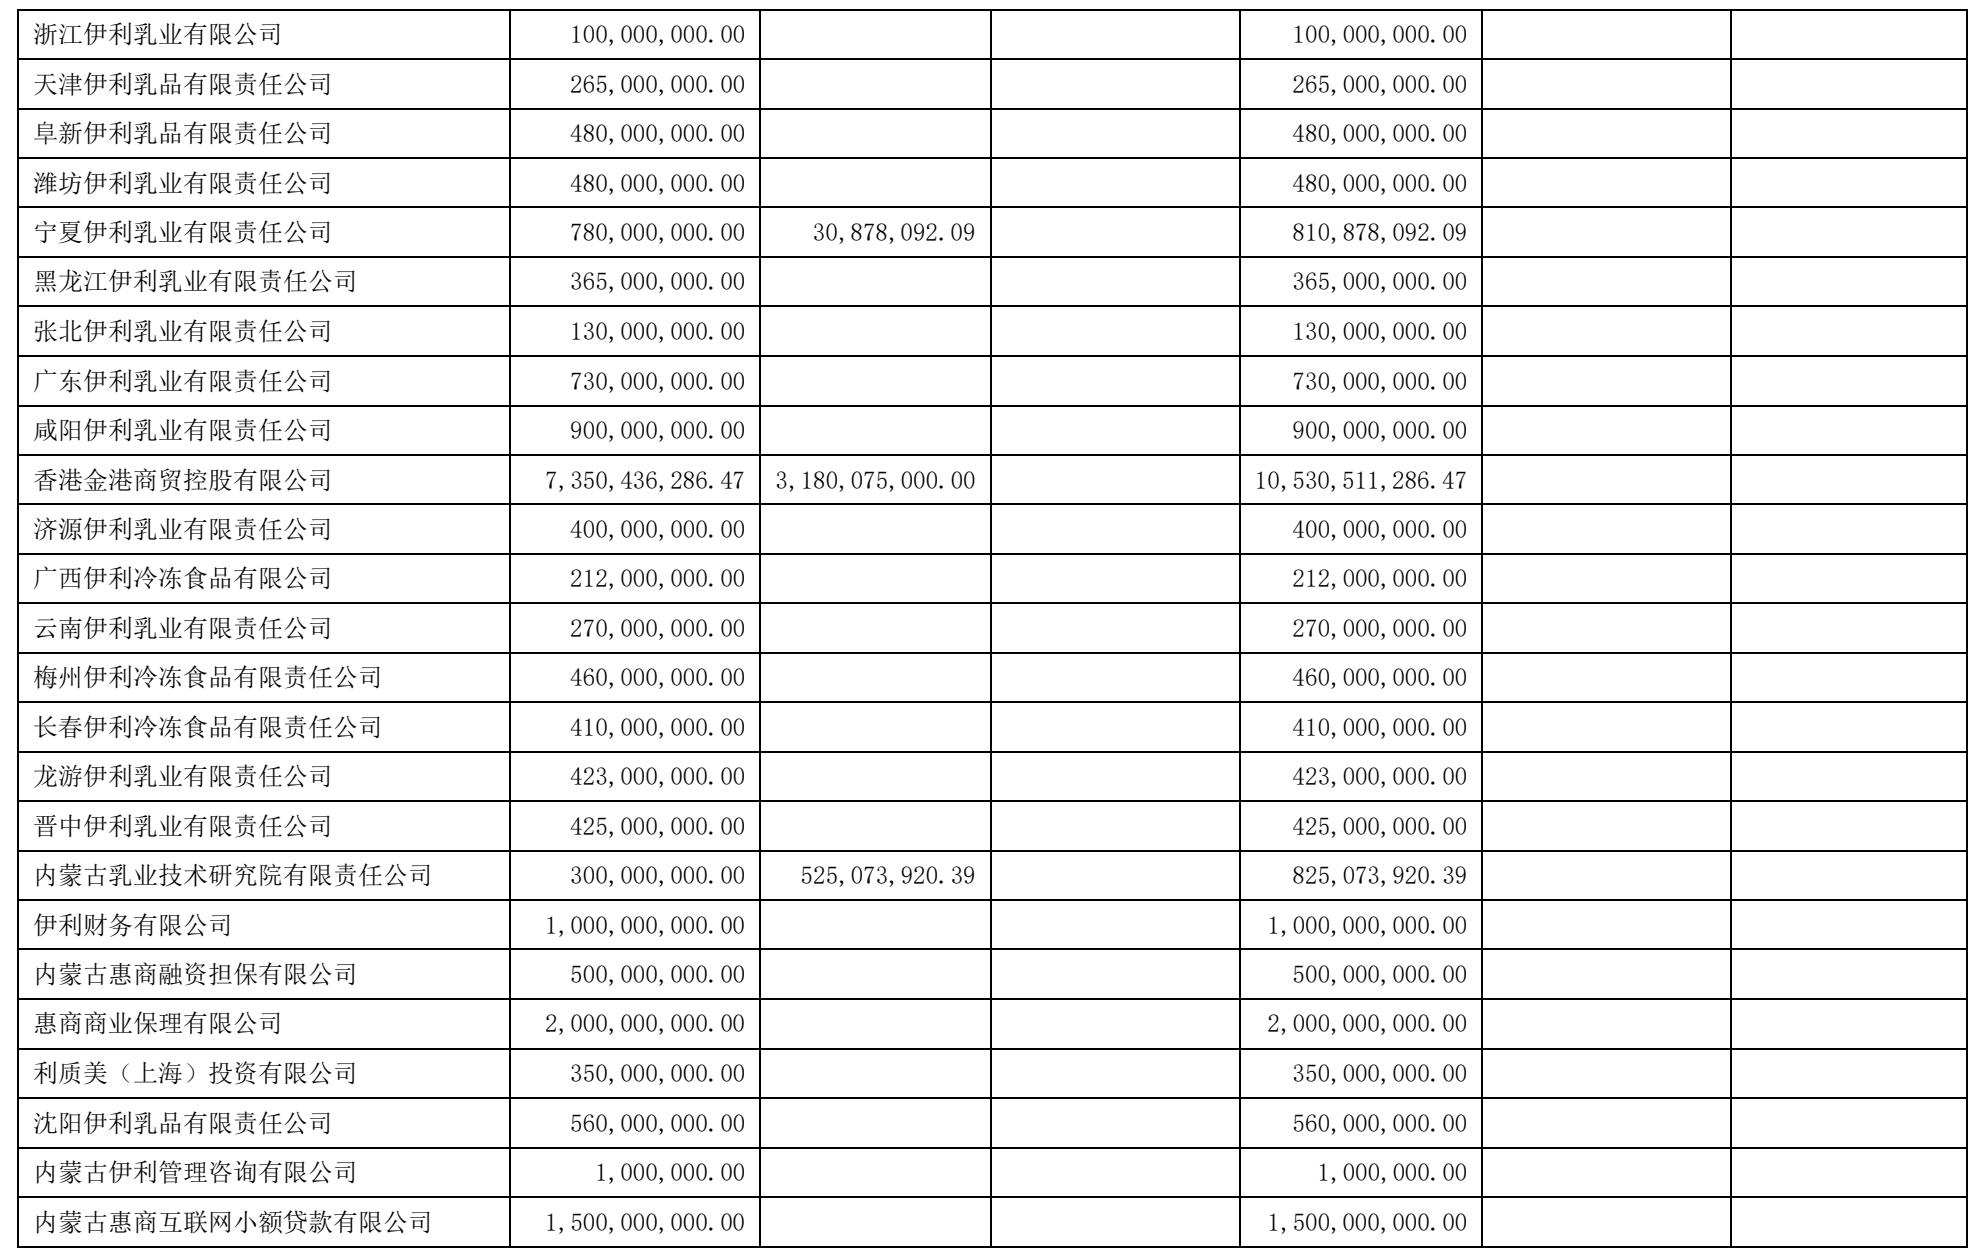 浙江伊利乳业有限公司 100,000,000.00 100,000,000.00
天津伊利乳品有限责任公司 265,000,000.00 265,000,000.00
阜新伊利乳品有限责任公司 480,000,000.00 480,000,000.00
潍坊伊利乳业有限责任公司 480,000,000.00 480,000,000.00
宁夏伊利乳业有限责任公司 780,000,000.00 30,878,092.09 810,878,092.09
黑龙江伊利乳业有限责任公司 365,000,000.00 365,000,000.00
张北伊利乳业有限责任公司 130,000,000.00 130,000,000.00
广东伊利乳业有限责任公司 730,000,000.00 730,000,000.00
咸阳伊利乳业有限责任公司 900,000,000.00 900,000,000.00
香港金港商贸控股有限公司 7,350,436,286.47 3,180,075,000.00 10,530,511,286.47
济源伊利乳业有限责任公司 400,000,000.00 400,000,000.00
广西伊利冷冻食品有限公司 212,000,000.00 212,000,000.00
云南伊利乳业有限责任公司 270,000,000.00 270,000,000.00
梅州伊利冷冻食品有限责任公司 460,000,000.00 460,000,000.00
长春伊利冷冻食品有限责任公司 410,000,000.00 410,000,000.00
龙游伊利乳业有限责任公司 423,000,000.00 423,000,000.00
晋中伊利乳业有限责任公司 425,000,000.00 425,000,000.00
内蒙古乳业技术研究院有限责任公司 300,000,000.00 525,073,920.39 825,073,920.39
伊利财务有限公司 1,000,000,000.00 1,000,000,000.00
内蒙古惠商融资担保有限公司 500,000,000.00 500,000,000.00
惠商商业保理有限公司 2,000,000,000.00 2,000,000,000.00
利质美（上海）投资有限公司 350,000,000.00 350,000,000.00
沈阳伊利乳品有限责任公司 560,000,000.00 560,000,000.00
内蒙古伊利管理咨询有限公司 1,000,000.00 1,000,000.00
内蒙古惠商互联网小额贷款有限公司 1,500,000,000.00 1,500,000,000.00